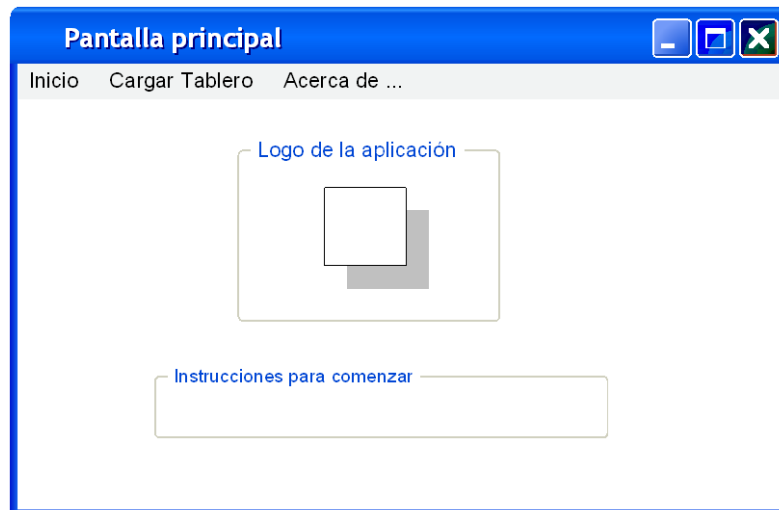 Pantalla principal
Inicio Cargar Tablero Acerca de ...
Logo de la aplicación
Instrucciones para comenzar